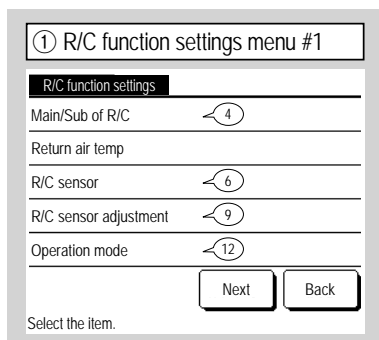 ① R/C function settings menu #1
R/C function settings
Main/Sub of R/C 4
Return air temp
R/C sensor 6
R/C sensor adjustment 9
Operation mode 12
Next Back
Select the item.